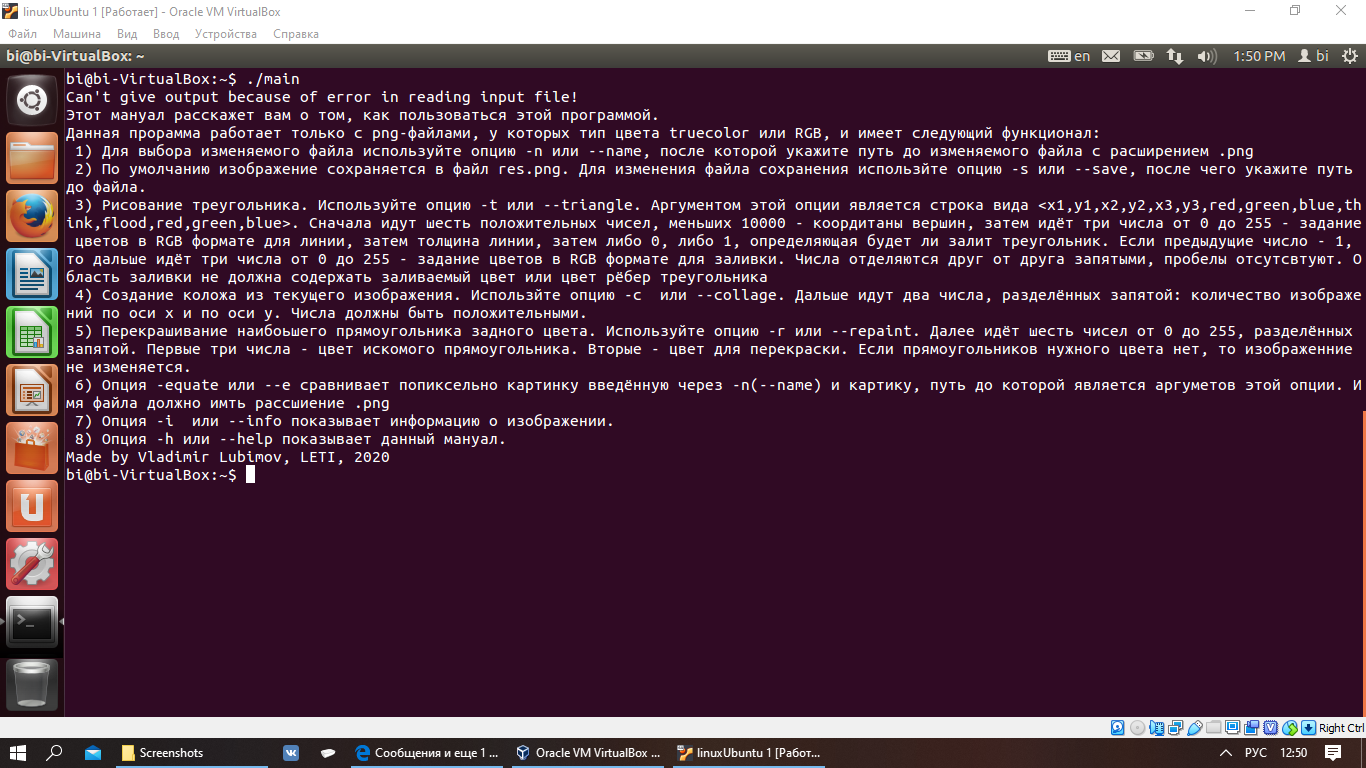 linuxUbuntu 1 [Работает] - Oracle VM VirtualBox
Файл Машина Вид Ввод Устройства Справка
bi@bi-VirtualBox: ~ en 1:50 PM bi
bi@bi-VirtualBox:~$ ./main
Can't give output because of error in reading input file!
Этот мануал расскажет вам о том, как пользоваться этой программой.
Данная прорамма работает только с png-файлами, у которых тип цвета truecolor или RGB, и имеет следующий функционал:
1) Для выбора изменяемого файла используйте опцию -n или --name, после которой укажите путь до изменяемого файла с расширением .png
2) По умолчанию изображение сохраняется в файл res.png. Для изменения файла сохранения использйте опцию -s или --save, после чего укажите путь
до файла.
3) Рисование треугольника. Используйте опцию -t или --triangle. Аргументом этой опции является строка вида <x1,y1,x2,y2,x3,y3,red,green,blue,th
ink,flood,red,green,blue>. Сначала идут шесть положительных чисел, меньших 10000 - коордитаны вершин, затем идёт три числа от 0 до 255 - задание
цветов в RGB формате для линии, затем толщина линии, затем либо 0, либо 1, определяющая будет ли залит треугольник. Если предыдущие число - 1,
то дальше идёт три числа от 0 до 255 - задание цветов в RGB формате для заливки. Числа отделяются друг от друга запятыми, пробелы отсутсвтуют. О
бласть заливки не должна содержать заливаемый цвет или цвет рёбер треугольника
4) Создание коложа из текущего изображения. Использйте опцию -c или --collage. Дальше идут два числа, разделённых запятой: количество изображе
ний по оси x и по оси y. Числа должны быть положительными.
5) Перекрашивание наибоьшего прямоугольника задного цвета. Используйте опцию -r или --repaint. Далее идёт шесть чисел от 0 до 255, разделённых
запятой. Первые три числа - цвет искомого прямоугольника. Вторые - цвет для перекраски. Если прямоугольников нужного цвета нет, то изображенние
не изменяется.
6) Опция -equate или --e сравнивает попиксельно картинку введённую через -n(--name) и картику, путь до которой является аргуметов этой опции. И
мя файла должно имть рассшиение .png
7) Опция -i или --info показывает информацию о изображении.
8) Опция -h или --help показывает данный мануал.
Made by Vladimir Lubimov, LETI, 2020
bi@bi-VirtualBox:~$
Right Ctrl
Screenshots Сообщения и еще 1 ... Oracle VM VirtualBox ... linuxUbuntu 1 [Работ... РУС 12:50